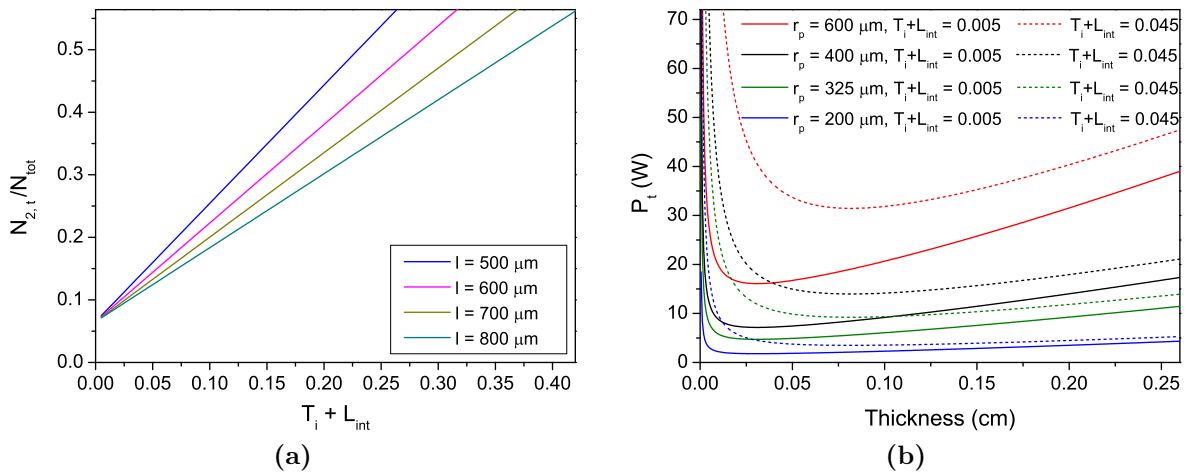 N2, t /Ntot
0.5
0.4
0.3
0.2
0.1
0.0
l = 500 μm
l = 600 μm
l = 700 μm
l = 800 μm
0.00 0.05 0.10 0.15 0.20 0.25 0.30 0.35 0.40
Ti + Lint
(a)
Pt (W)
70
60
50
40
30
20
10
0
rp = 600 μm, Ti+Lint = 0.005 Ti+Lint = 0.045
rp = 400 μm, Ti+Lint = 0.005 Ti+Lint = 0.045
rp = 325 μm, Ti+Lint = 0.005 Ti+Lint = 0.045
rp = 200 μm, Ti+Lint = 0.005 Ti+Lint = 0.045
0.00 0.05 0.10 0.15 0.20 0.25
Thickness (cm)
(b)